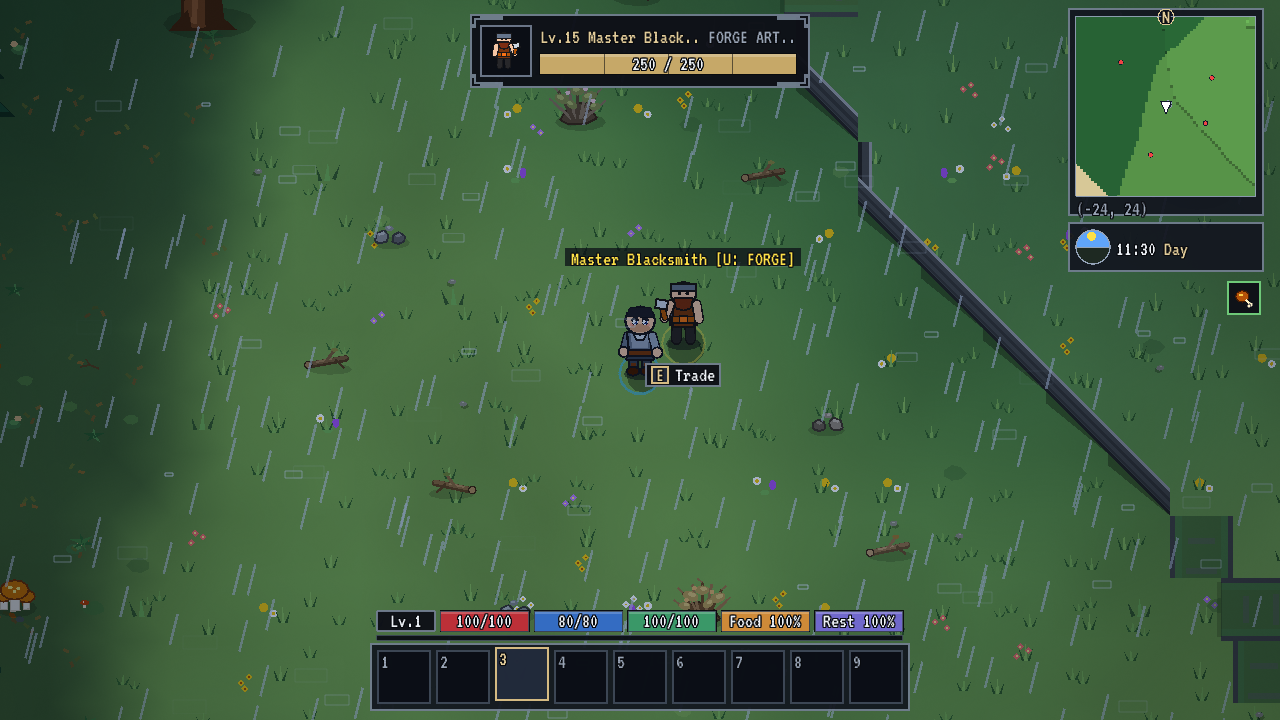 Lv.15 Master Black.. FORGE ART..
250 / 250
N
(-24, 24)
11:30 Day
Master Blacksmith [U: FORGE]
E Trade
Lv.1 100/100 80/80 100/100 Food 100% Rest 100%
1 2 3 4 5 6 7 8 9